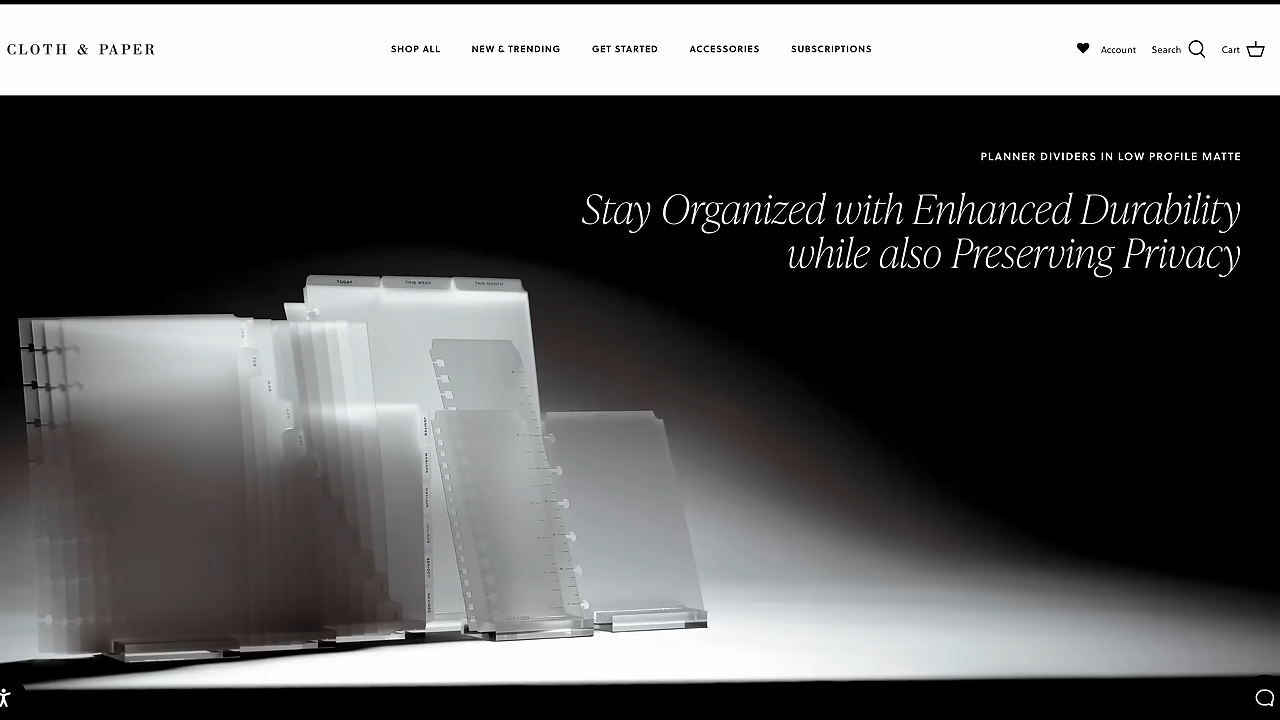 CLOTH & PAPER
SHOP ALL
NEW & TRENDING
GET STARTED
ACCESSORIES
SUBSCRIPTIONS
Account
Search
Cart
PLANNER DIVIDERS IN LOW PROFILE MATTE
Stay Organized with Enhanced Durability
while also Preserving Privacy
TODAY
THIS WEEK
THIS MONTH